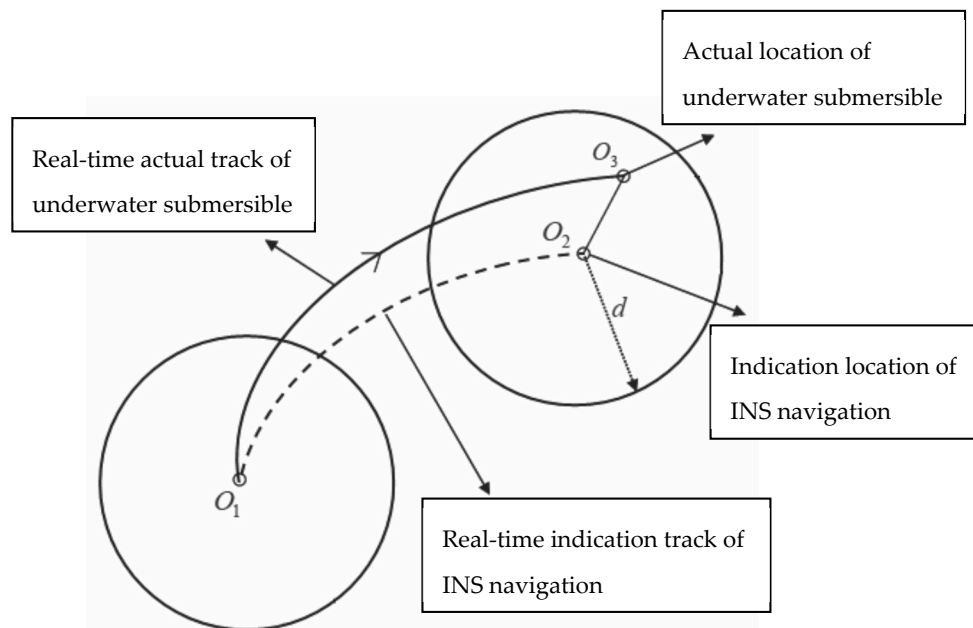 Actual location of
underwater submersible
Real-time actual track of
underwater submersible
O3
O2
d
Indication location of
INS navigation
O1
Real-time indication track of
INS navigation